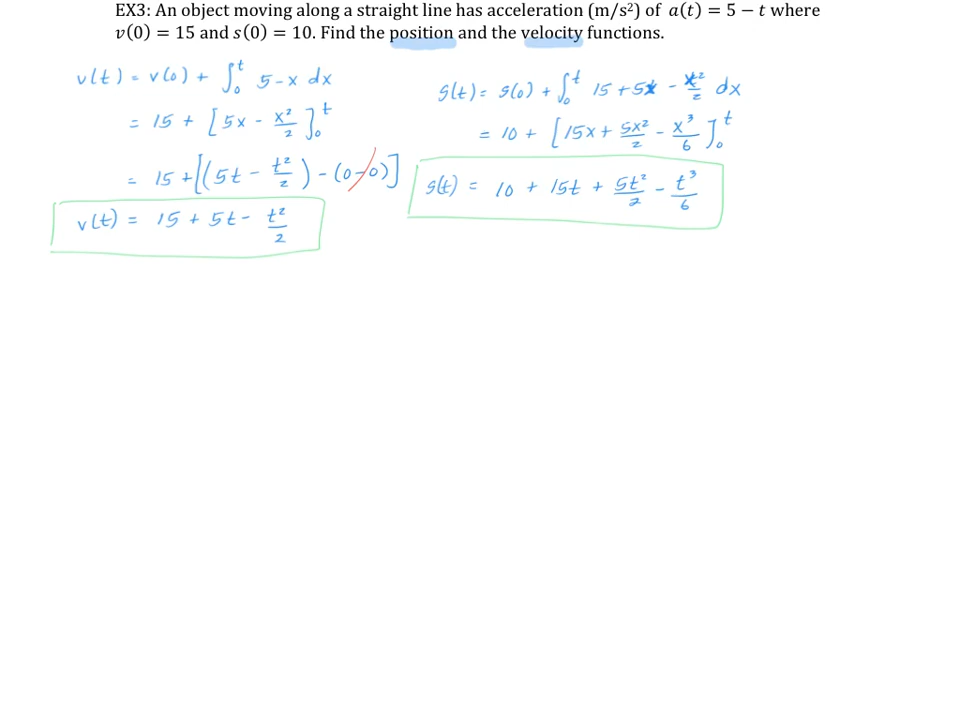 EX3: An object moving along a straight line has acceleration (m/s²) of a(t) = 5 − t where
v(0) = 15 and s(0) = 10. Find the position and the velocity functions.
v(t) = v(0) + ∫₀ᵗ 5-x dx
= 15 + [5x - x²/2]₀ᵗ
= 15 + [(5t - t²/2) - (0-0)]
v(t) = 15 + 5t - t²/2
s(t) = s(0) + ∫₀ᵗ 15 + 5x - x²/2 dx
= 10 + [15x + 5x²/2 - x³/6]₀ᵗ
s(t) = 10 + 15t + 5t²/2 - t³/6